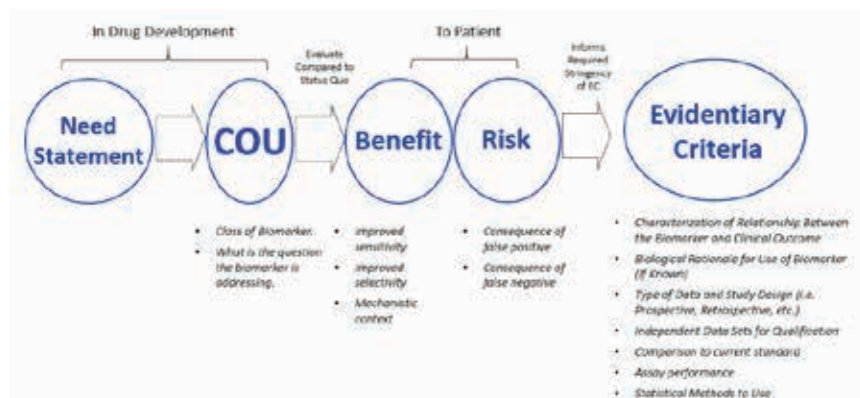 In Drug Development
To Patient
Evaluate
Compared to
Status Quo
Informs
Required
Stringency
of EC
Need
Statement
COU
Benefit
Risk
Evidentiary
Criteria
• Class of Biomarker.
• What is the question
the biomarker is
addressing.
• Improved
sensitivity
• Improved
selectivity
• Mechanistic
context
• Consequence of
false positive
• Consequence of
false negative
• Characterization of Relationship Between
the Biomarker and Clinical Outcome
• Biological Rationale for Use of Biomarker
(If Known)
• Type of Data and Study Design (i.e.
Prospective, Retrospective, etc.)
• Independent Data Sets for Qualification
• Comparison to current standard
• Assay performance
• Statistical Methods to Use